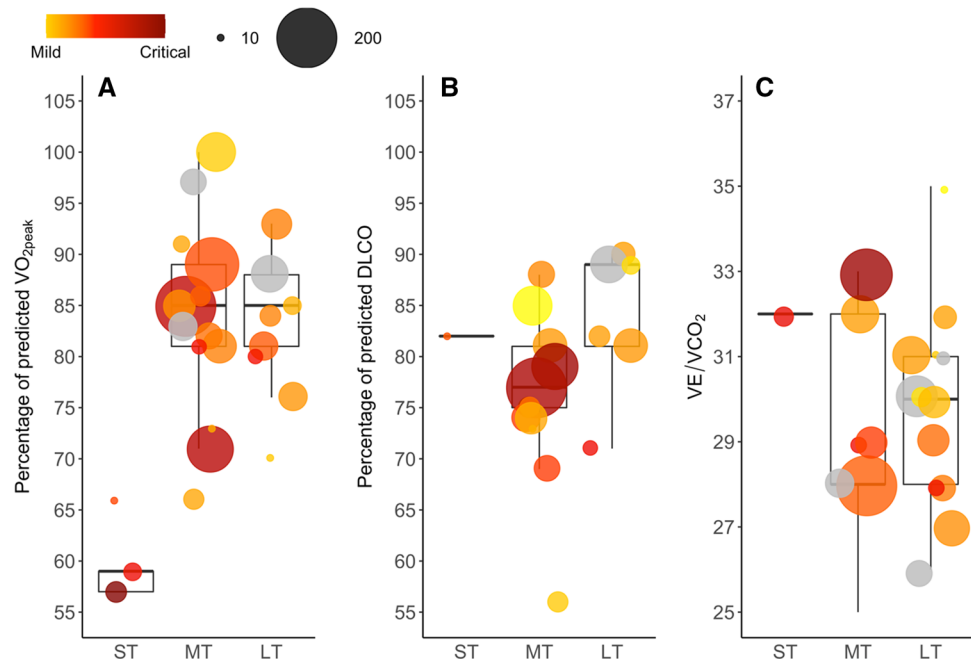 Mild Critical 10 200
A
Percentage of predicted VO2peak
105
100
95
90
85
80
75
70
65
60
55
ST MT LT
B
Percentage of predicted DLCO
105
100
95
90
85
80
75
70
65
60
55
ST MT LT
C
VE/VCO2
37
35
33
31
29
27
25
ST MT LT